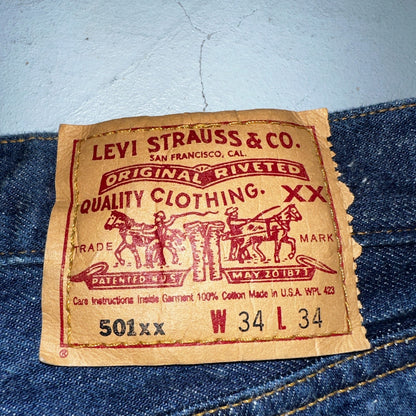 LEVI STRAUSS & CO.
SAN FRANCISCO, CAL.
ORIGINAL RIVETED
QUALITY CLOTHING. XX
TRADE MARK
PATENTED IN U.S. MAY 20 1873
Care Instructions Inside Garment 100% Cotton Made in U.S.A. WPL 423
501xx W 34 L 34
®